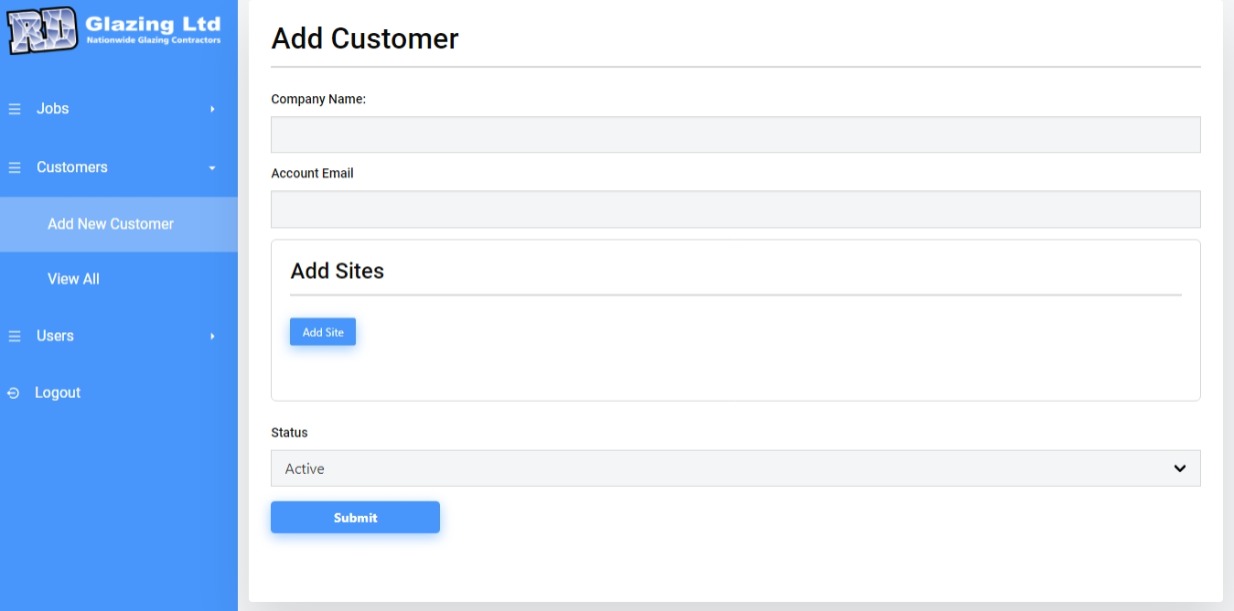 RD Glazing Ltd
Nationwide Glazing Contractors
Jobs
Customers
Add New Customer
View All
Users
Logout
Add Customer
Company Name:
Account Email
Add Sites
Add Site
Status
Active
Submit